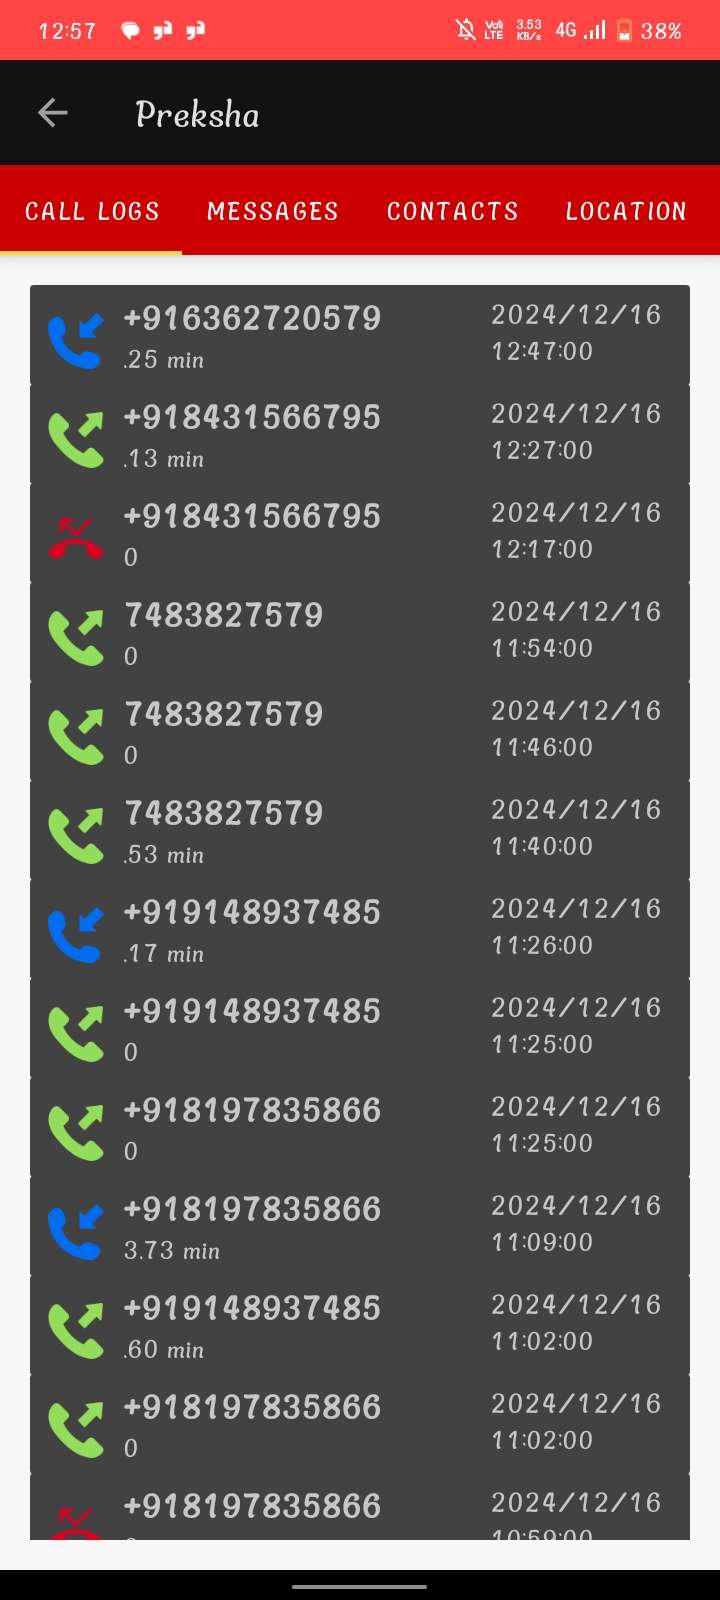 12:57
Vo) LTE 3.53 KB/s 4G 38%
Preksha
CALL LOGS MESSAGES CONTACTS LOCATION
+916362720579 2024/12/16
.25 min 12:47:00
+918431566795 2024/12/16
.13 min 12:27:00
+918431566795 2024/12/16
0 12:17:00
7483827579 2024/12/16
0 11:54:00
7483827579 2024/12/16
0 11:46:00
7483827579 2024/12/16
.53 min 11:40:00
+919148937485 2024/12/16
.17 min 11:26:00
+919148937485 2024/12/16
0 11:25:00
+918197835866 2024/12/16
0 11:25:00
+918197835866 2024/12/16
3.73 min 11:09:00
+919148937485 2024/12/16
.60 min 11:02:00
+918197835866 2024/12/16
0 11:02:00
+918197835866 2024/12/16
10:59:00